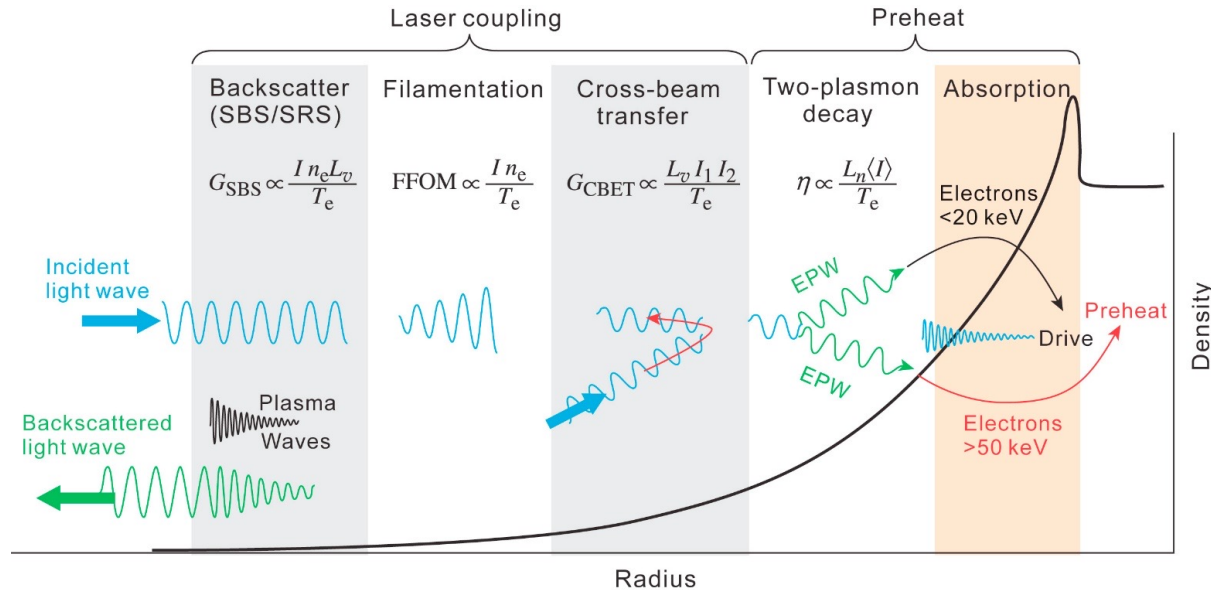 Laser coupling
Preheat
Backscatter
(SBS/SRS)
Filamentation
Cross-beam
transfer
Two-plasmon
decay
Absorption
G_SBS ∝ I n_e L_v / T_e
FFOM ∝ I n_e / T_e
G_CBET ∝ L_v I_1 I_2 / T_e
η ∝ L_n⟨I⟩ / T_e
Electrons
<20 keV
Incident
light wave
EPW
EPW
Drive
Preheat
Electrons
>50 keV
Plasma
Waves
Backscattered
light wave
Density
Radius